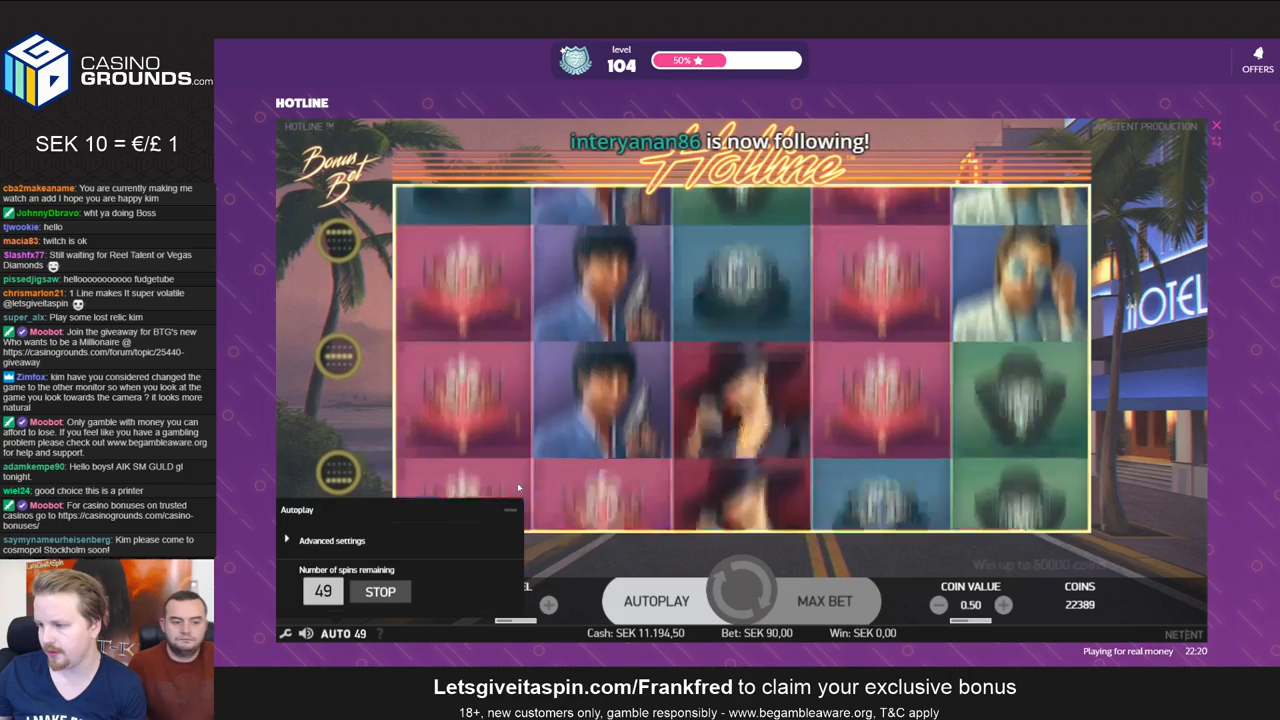 CASINO
GROUNDS.com
SEK 10 = €/£ 1
cba2makeaname: You are currently making me
watch an add I hope you are happy kim
JohnnyDbravo: wht ya doing Boss
tjwookie: hello
macia83: twitch is ok
Slashfx77: Still waiting for Reel Talent or Vegas
Diamonds
pissedjigsaw: hellooooooooooo fudgetube
chrismarlon21: 1 Line makes It super volatile
@letsgiveitaspin
super_alx: Play some lost relic kim
Moobot: Join the giveaway for BTG's new
Who wants to be a Millionaire @
https://casinogrounds.com/forum/topic/25440-
giveaway
Zimfox: kim have you considered changed the
game to the other monitor so when you look at the
game you look towards the camera ? it looks more
natural
Moobot: Only gamble with money you can
afford to lose. If you feel like you have a gambling
problem please check out www.begambleaware.org
for help and support.
adamkempe90: Hello boys! AIK SM GULD gl
tonight.
wiel24: good choice this is a printer
Moobot: For casino bonuses on trusted
casinos go to https://casinogrounds.com/casino-
bonuses/
saymynameurheisenberg: Kim please come to
cosmopol Stockholm soon!
level
104
50%
OFFERS
HOTLINE
HOTLINE ™
A NETENT PRODUCTION
interyanan86 is now following!
Hotline
Bonus
Bet
HOTEL
Autoplay
Advanced settings
Number of spins remaining
49 STOP
AUTOPLAY
MAX BET
Win up to
COIN VALUE
0.50
COINS
22389
AUTO 49 ?
Cash: SEK 11.194,50 Bet: SEK 90,00 Win: SEK 0,00
NETENT
Playing for real money 22:20
Letsgiveitaspin.com/Frankfred to claim your exclusive bonus
18+, new customers only, gamble responsibly - www.begambleaware.org, T&C apply